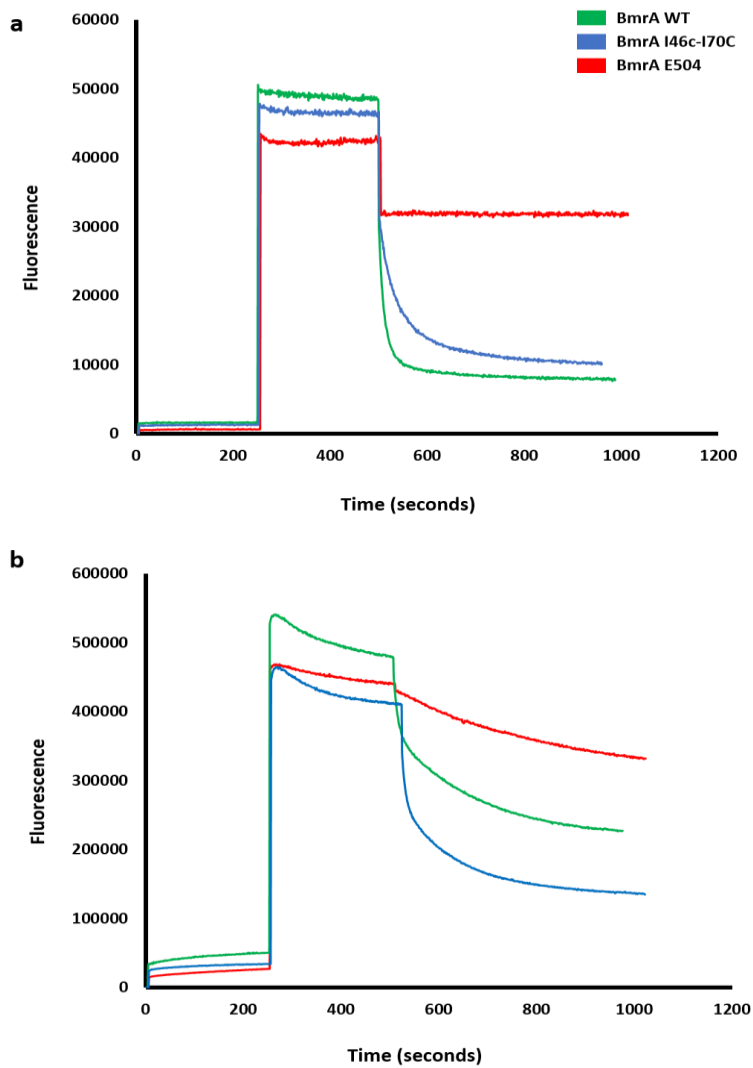 a
BmrA WT
BmrA I46c-I70C
BmrA E504
60000
50000
40000
30000
20000
10000
0
Fluorescence
0 200 400 600 800 1000 1200
Time (seconds)
b
600000
500000
400000
300000
200000
100000
0
Fluorescence
0 200 400 600 800 1000 1200
Time (seconds)